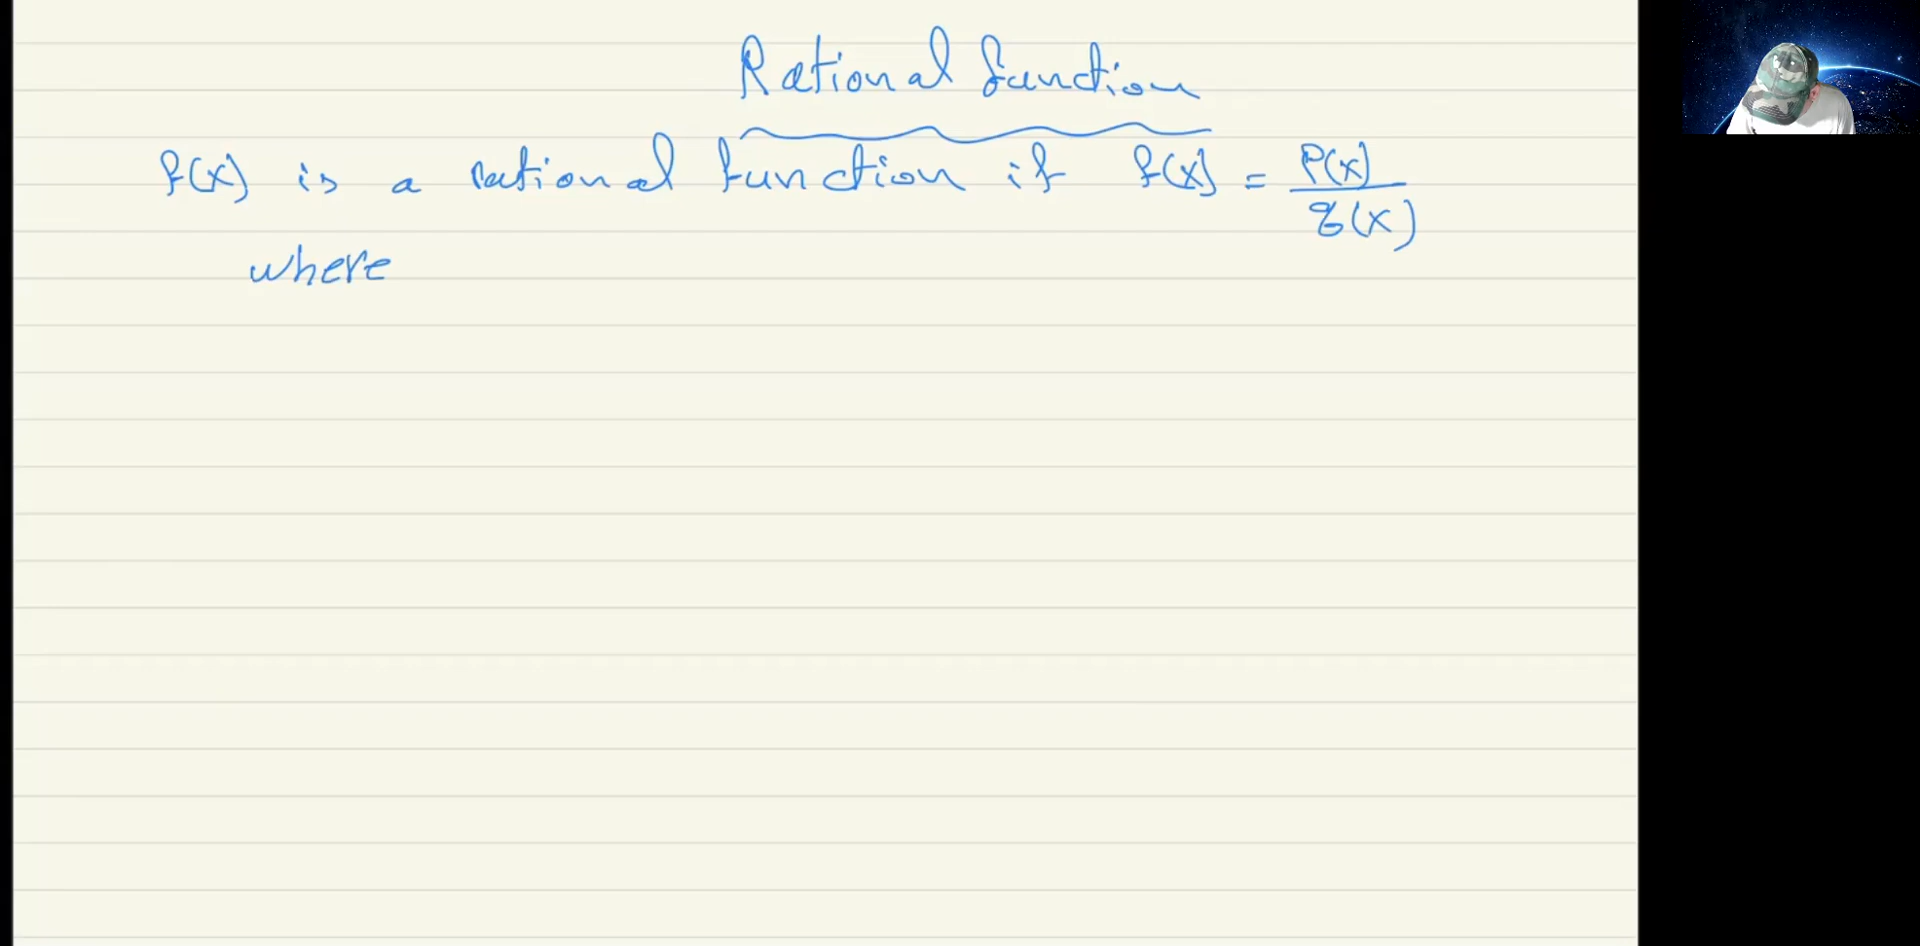 Rational function
f(x) is a rational function if f(x) = P(x)/q(x)
where